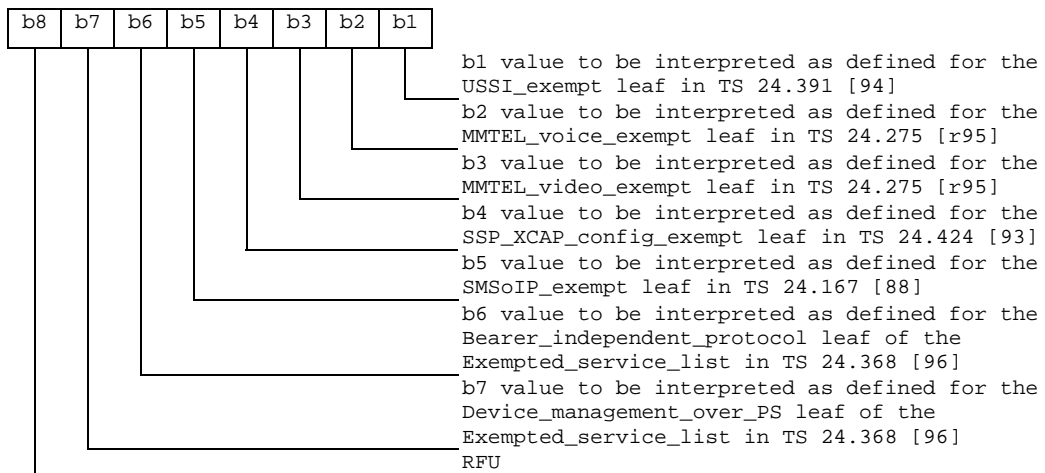 b8 b7 b6 b5 b4 b3 b2 b1
b1 value to be interpreted as defined for the
USSI_exempt leaf in TS 24.391 [94]
b2 value to be interpreted as defined for the
MMTEL_voice_exempt leaf in TS 24.275 [r95]
b3 value to be interpreted as defined for the
MMTEL_video_exempt leaf in TS 24.275 [r95]
b4 value to be interpreted as defined for the
SSP_XCAP_config_exempt leaf in TS 24.424 [93]
b5 value to be interpreted as defined for the
SMSoIP_exempt leaf in TS 24.167 [88]
b6 value to be interpreted as defined for the
Bearer_independent_protocol leaf of the
Exempted_service_list in TS 24.368 [96]
b7 value to be interpreted as defined for the
Device_management_over_PS leaf of the
Exempted_service_list in TS 24.368 [96]
RFU